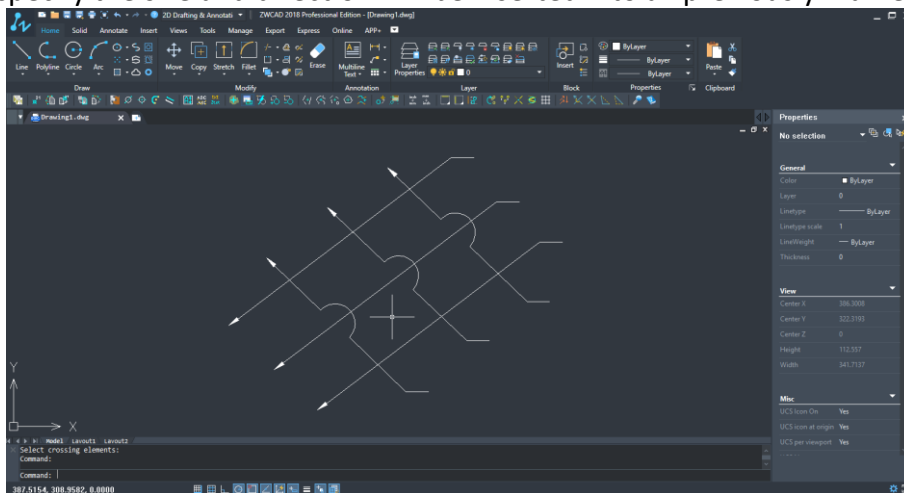 2D Drafting & Annotati
ZWCAD 2018 Professional Edition - [Drawing1.dwg]
Home Solid Annotate Insert Views Tools Manage Export Express Online APP+
Line Polyline Circle Arc Move Copy Stretch Fillet Erase Multiline Text Layer Properties 0 Insert ByLayer ByLayer ByLayer Paste
Draw Modify Annotation Layer Block Properties Clipboard
Drawing1.dwg
Properties
No selection
General
Color ByLayer
Layer 0
Linetype ByLayer
Linetype scale 1
LineWeight ByLayer
Thickness 0
View
Center X 386.3008
Center Y 322.3193
Center Z 0
Height 112.557
Width 341.7137
Misc
UCS icon On Yes
UCS icon at origin Yes
UCS per viewport Yes
Y
X
Model Layout1 Layout2
Select crossing elements:
Command:
Command:
387.5154, 308.9582, 0.0000